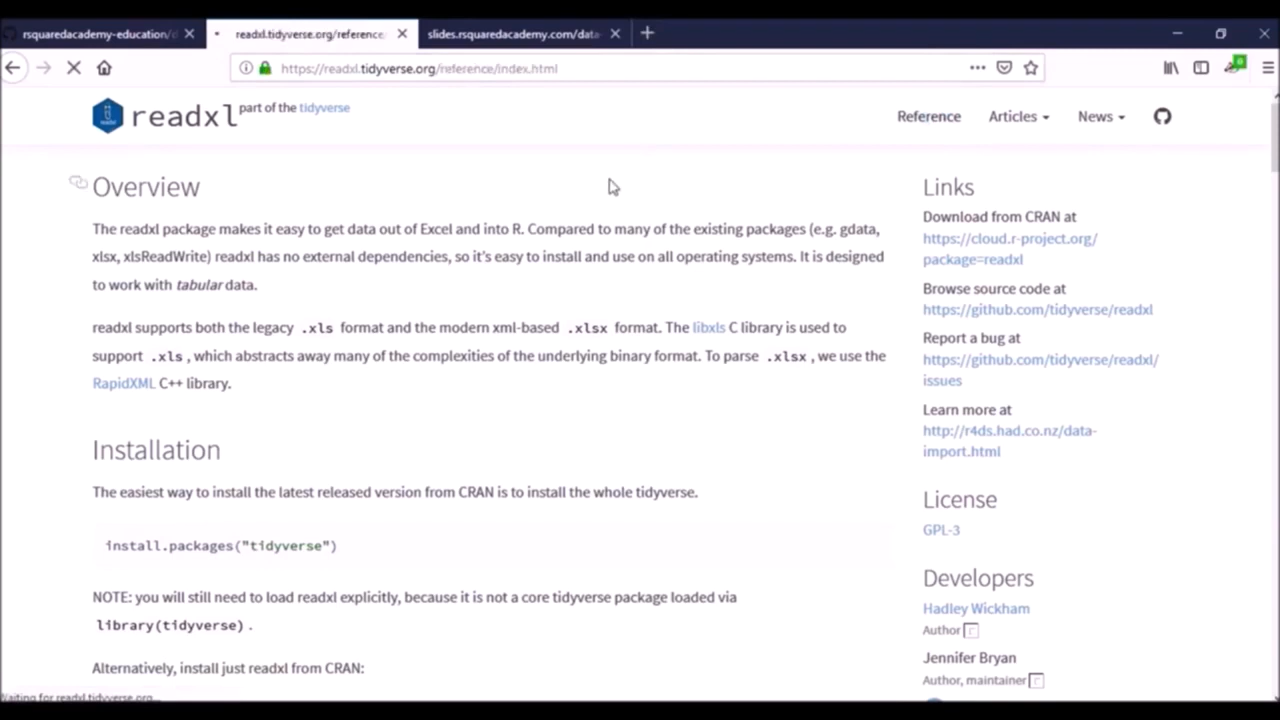 rsquaredacademy-education/
readxl.tidyverse.org/reference
slides.rsquaredacademy.com/data
https://readxl.tidyverse.org/reference/index.html
readxl part of the tidyverse
Reference Articles News
Overview
The readxl package makes it easy to get data out of Excel and into R. Compared to many of the existing packages (e.g. gdata,
xlsx, xlsReadWrite) readxl has no external dependencies, so it's easy to install and use on all operating systems. It is designed
to work with tabular data.
readxl supports both the legacy .xls format and the modern xml-based .xlsx format. The libxls C library is used to
support .xls, which abstracts away many of the complexities of the underlying binary format. To parse .xlsx, we use the
RapidXML C++ library.
Installation
The easiest way to install the latest released version from CRAN is to install the whole tidyverse.
install.packages("tidyverse")
NOTE: you will still need to load readxl explicitly, because it is not a core tidyverse package loaded via
library(tidyverse).
Alternatively, install just readxl from CRAN:
Links
Download from CRAN at
https://cloud.r-project.org/
package=readxl
Browse source code at
https://github.com/tidyverse/readxl
Report a bug at
https://github.com/tidyverse/readxl/
issues
Learn more at
http://r4ds.had.co.nz/data-
import.html
License
GPL-3
Developers
Hadley Wickham
Author
Jennifer Bryan
Author, maintainer
Waiting for readxl.tidyverse.org...